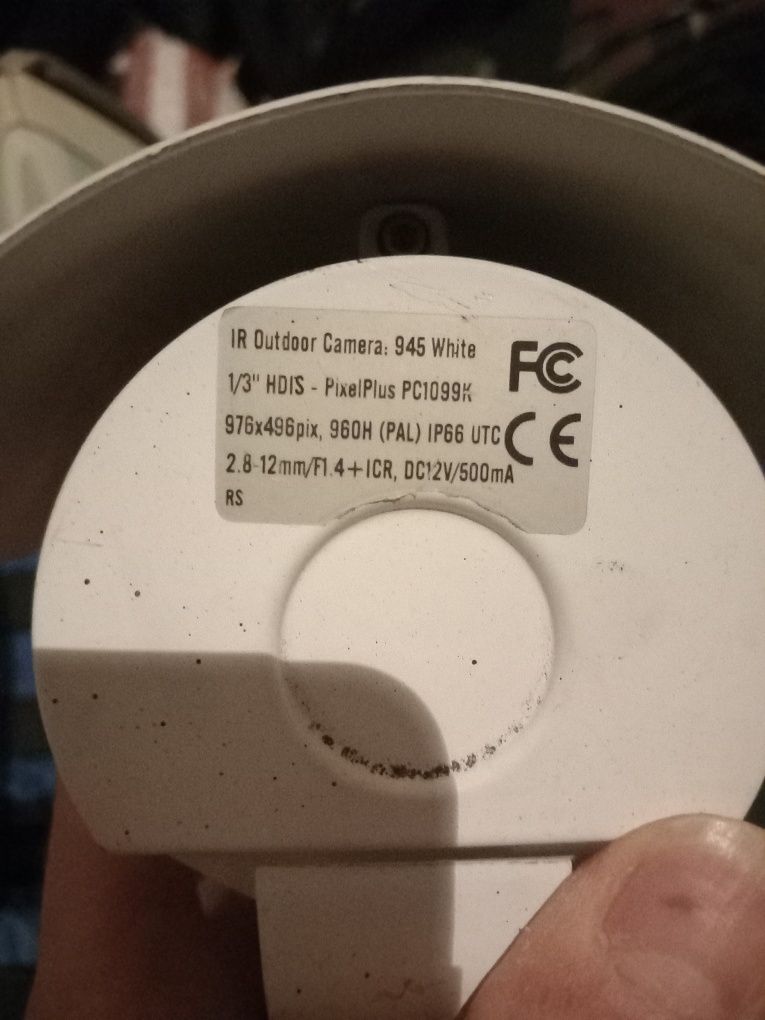 IR Outdoor Camera: 945 White
FC
1/3" HDIS - PixelPlus PC1099K
976x496pix, 960H (PAL) IP66 UTC
CE
2.8-12mm/F1.4+ICR, DC12V/500mA
RS